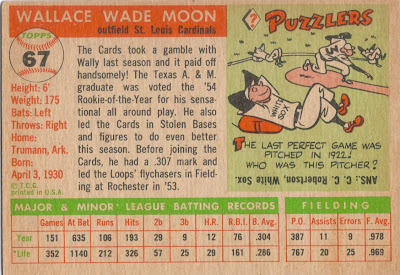 WALLACE WADE MOON
outfield St. Louis Cardinals
TOPPS
67
Height: 6'
Weight: 175
Bats: Left
Throws: Right
Home:
Trumann, Ark.
Born:
April 3, 1930
© T.C.G.
printed in U.S.A.
The Cards took a gamble with
Wally last season and it paid off
handsomely! The Texas A. & M.
graduate was voted the '54
Rookie-of-the-Year for his sensa-
tional all around play. He also
led the Cards in Stolen Bases
and figures to do even better
this season. Before joining the
Cards, he had a .307 mark and
led the Loops' flychasers in Field-
ing at Rochester in '53.
? PUZZLERS
WHITE SOX
THE LAST PERFECT GAME WAS
PITCHED IN 1922.
WHO WAS THIS PITCHER?
ANS.: C. C. Robertson, White Sox
MAJOR & MINOR* LEAGUE BATTING RECORDS
FIELDING
Games At Bat Runs Hits 2b 3b H.R. R.B.I. B. Avg. P.O. Assists Errors F. Avg.
Year 151 635 106 193 29 9 12 76 .304 387 11 9 .978
*Life 352 1140 212 326 57 25 29 161 .286 767 20 25 .969